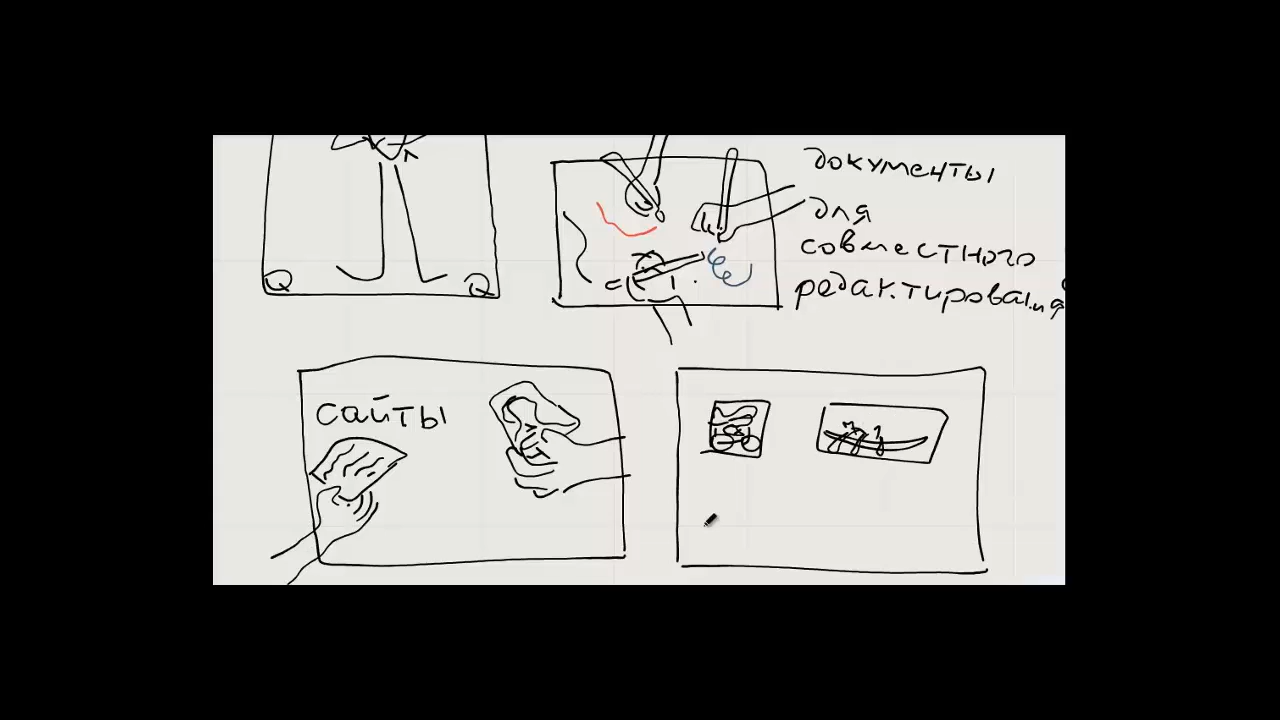 документы
для
совместного
редактирования
сайты